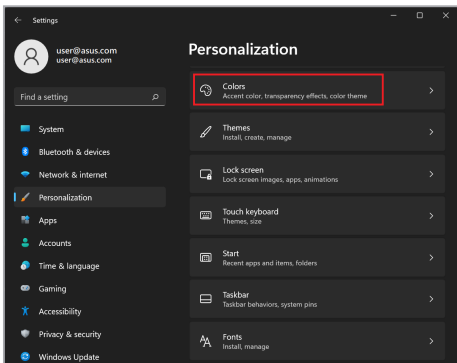 Settings
user@asus.com
user@asus.com
Find a setting
System
Bluetooth & devices
Network & internet
Personalization
Apps
Accounts
Time & language
Gaming
Accessibility
Privacy & security
Windows Update
Personalization
Colors
Accent color, transparency effects, color theme
Themes
Install, create, manage
Lock screen
Lock screen images, apps, animations
Touch keyboard
Themes, size
Start
Recent apps and items, folders
Taskbar
Taskbar behaviors, system pins
Fonts
Install, manage